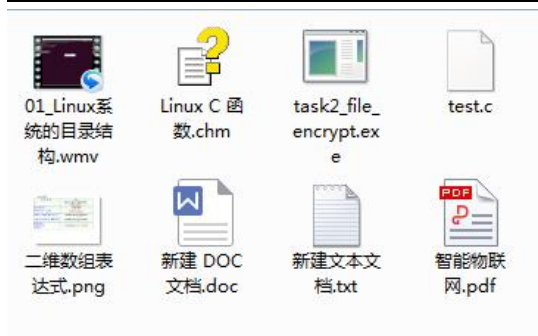 01_Linux系
统的目录结
构.wmv
Linux C 函
数.chm
task2_file_
encrypt.ex
e
test.c
二维数组表
达式.png
新建 DOC
文档.doc
新建文本文
档.txt
PDF
智能物联
网.pdf